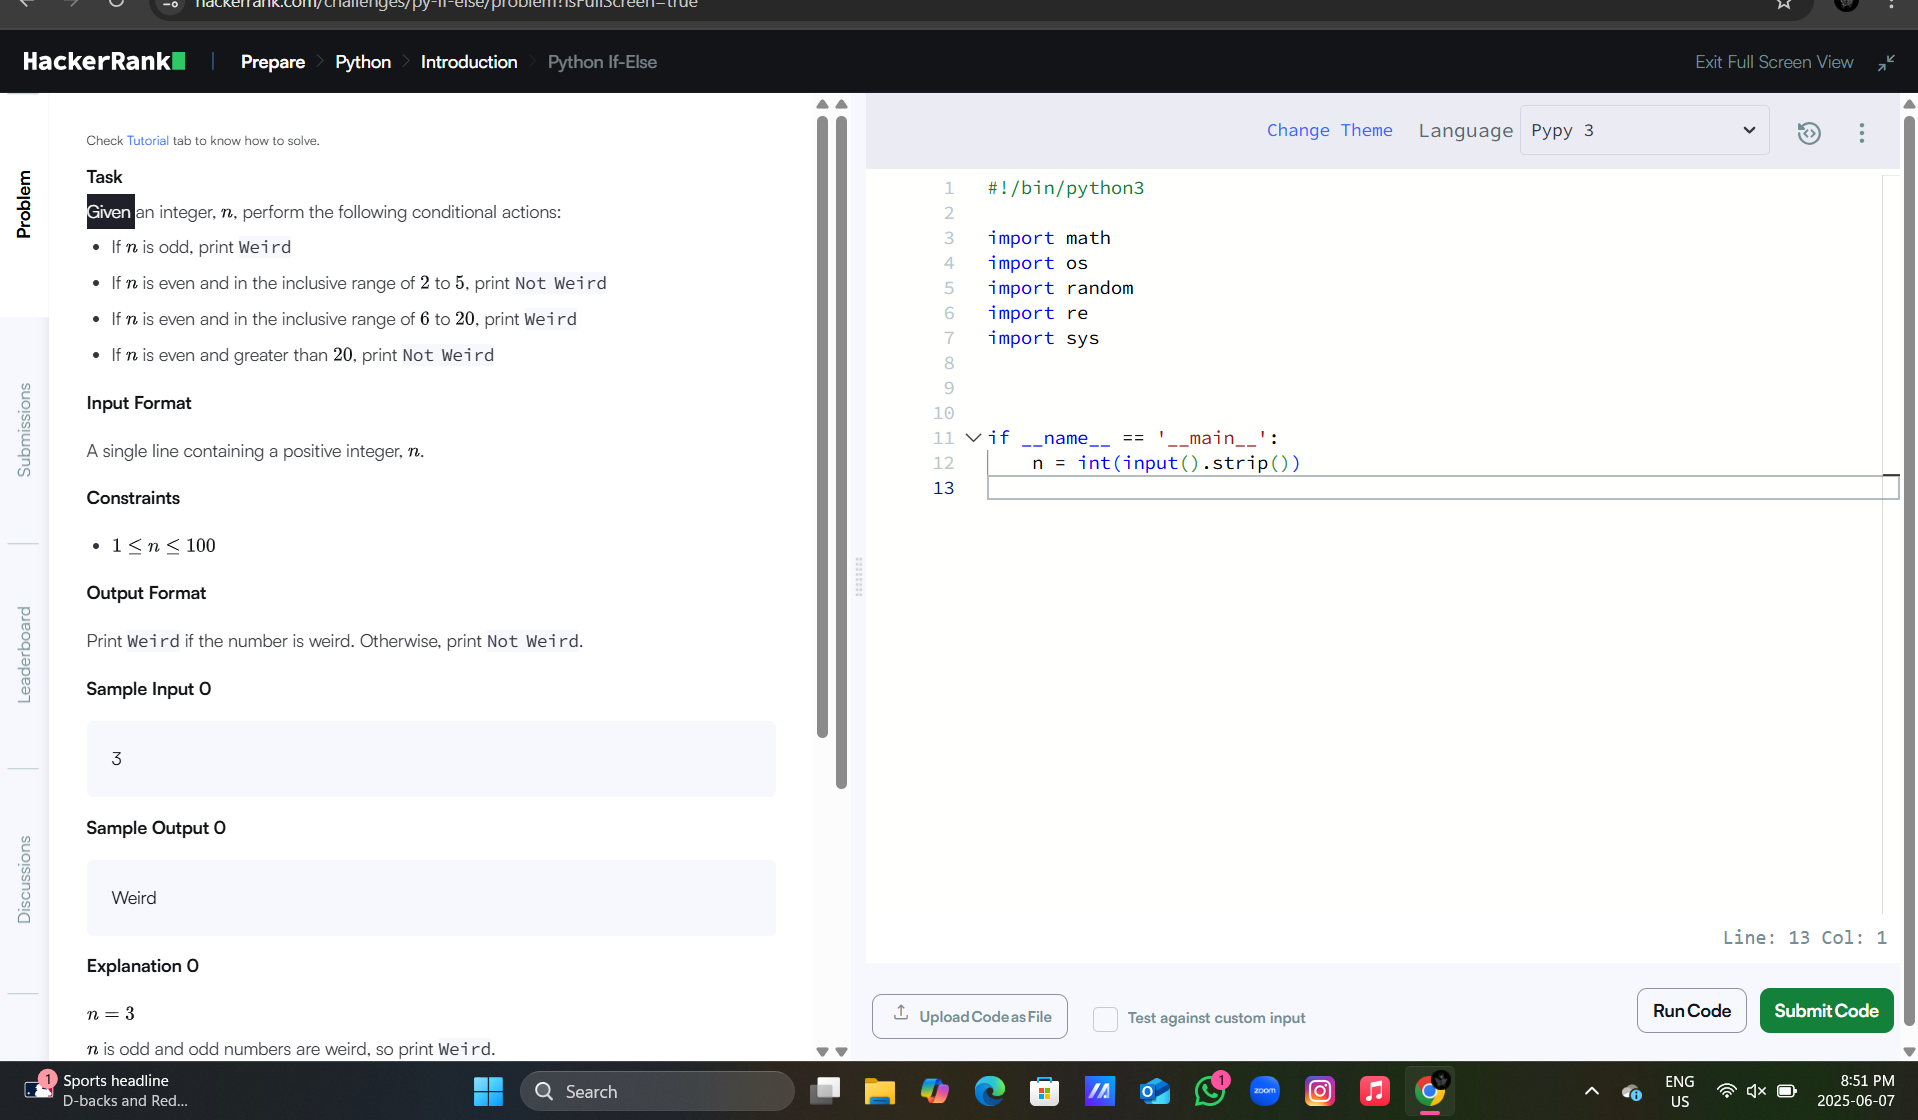 hackerrank.com/challenges/py-if-else/problem?isFullScreen=true
HackerRank
Prepare
Python
Introduction
Python If-Else
Exit Full Screen View
Problem
Submissions
Leaderboard
Discussions
Check Tutorial tab to know how to solve.
Task
Given an integer, n, perform the following conditional actions:
• If n is odd, print Weird
• If n is even and in the inclusive range of 2 to 5, print Not Weird
• If n is even and in the inclusive range of 6 to 20, print Weird
• If n is even and greater than 20, print Not Weird
Input Format
A single line containing a positive integer, n.
Constraints
• 1 ≤ n ≤ 100
Output Format
Print Weird if the number is weird. Otherwise, print Not Weird.
Sample Input 0
3
Sample Output 0
Weird
Explanation 0
n = 3
n is odd and odd numbers are weird, so print Weird.
Change Theme
Language
Pypy 3
1 #!/bin/python3
2
3 import math
4 import os
5 import random
6 import re
7 import sys
8
9
10
11 if __name__ == '__main__':
12     n = int(input().strip())
13
Line: 13 Col: 1
Upload Code as File
Test against custom input
Run Code
Submit Code
1
Sports headline
D-backs and Red...
Search
1
zoom
ENG
US
8:51 PM
2025-06-07